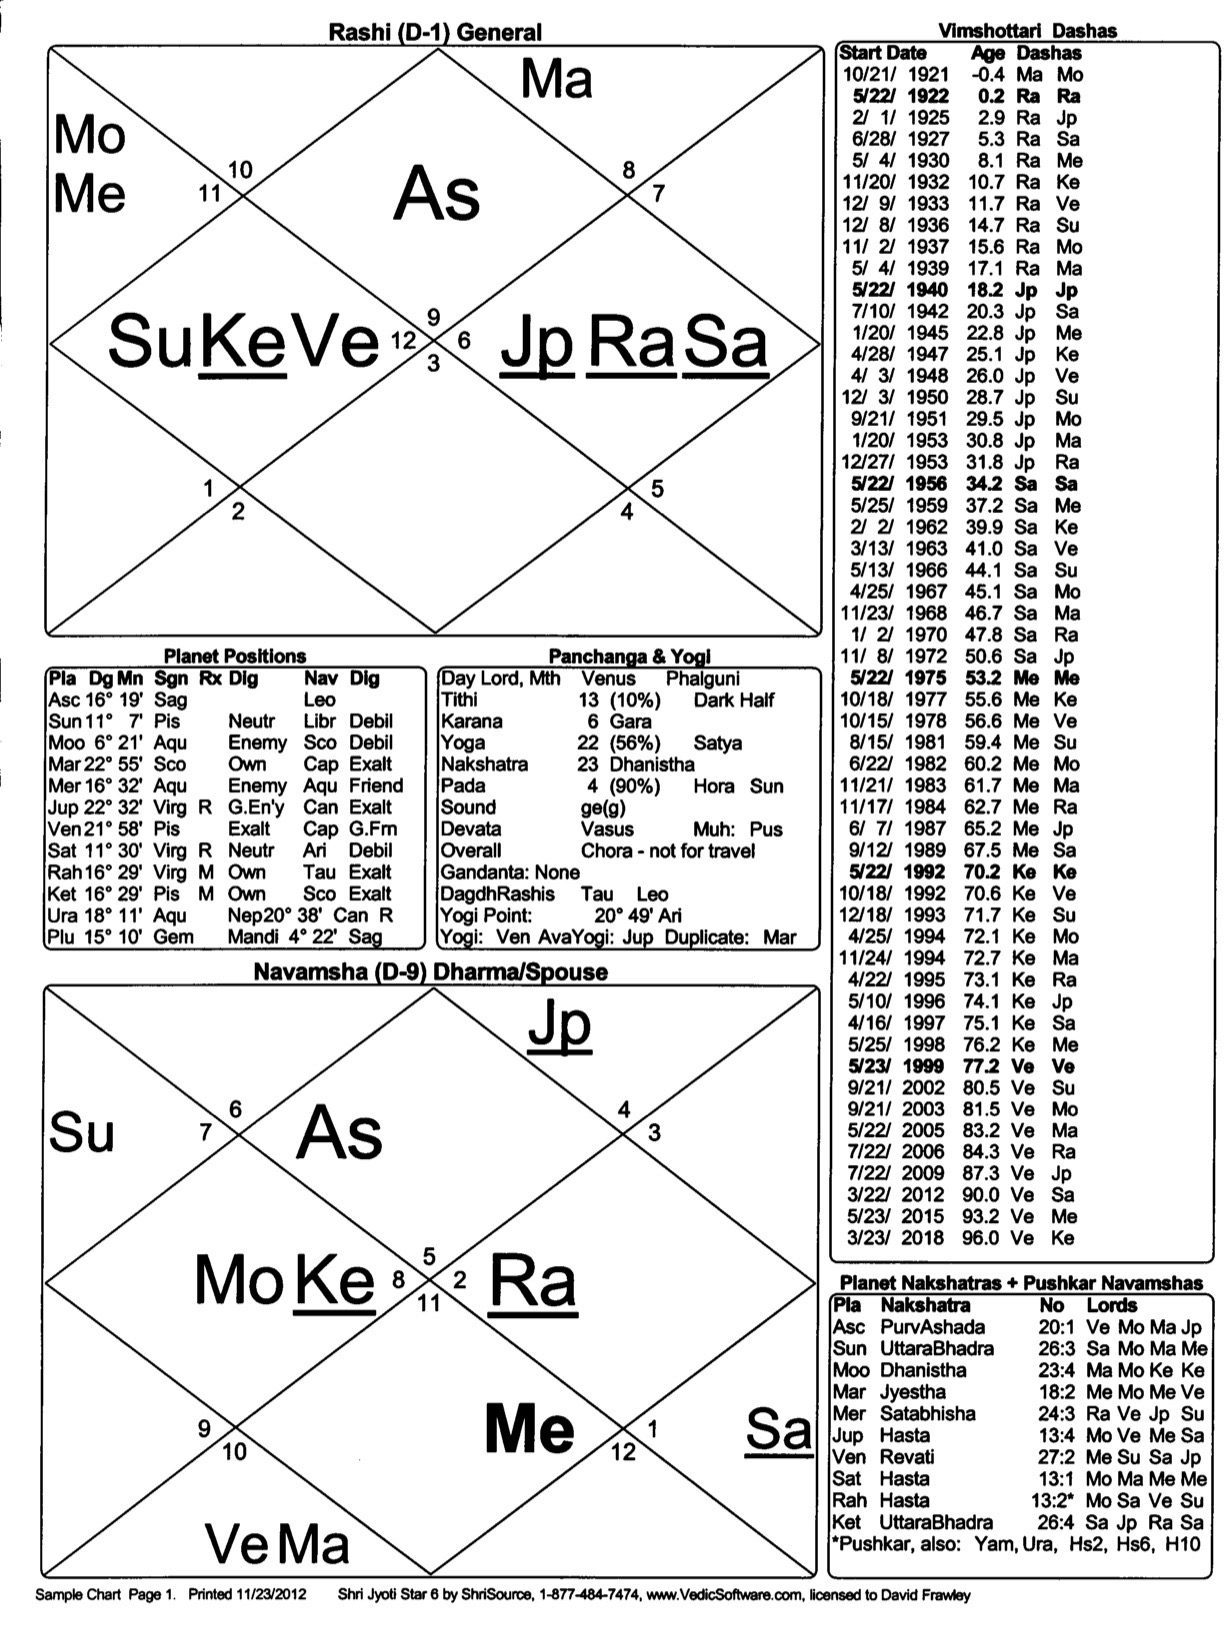 Rashi (D-1) General
Ma
Mo
Me
As
10
11
8
7
Su Ke Ve
12
9
6
3
Jp Ra Sa
1
2
5
4
Planet Positions
Pla Dg Mn Sgn Rx Dig Nav Dig
Asc 16° 19' Sag Leo
Sun 11° 7' Pis Neutr Libr Debil
Moo 6° 21' Aqu Enemy Sco Debil
Mar 22° 55' Sco Own Cap Exalt
Mer 16° 32' Aqu Enemy Aqu Friend
Jup 22° 32' Virg R G.En'y Can Exalt
Ven 21° 58' Pis Exalt Cap G.Frn
Sat 11° 30' Virg R Neutr Ari Debil
Rah 16° 29' Virg M Own Tau Exalt
Ket 16° 29' Pis M Own Sco Exalt
Ura 18° 11' Aqu Nep 20° 38' Can R
Plu 15° 10' Gem Mandi 4° 22' Sag
Panchanga & Yogi
Day Lord, Mth Venus Phalguni
Tithi 13 (10%) Dark Half
Karana 6 Gara
Yoga 22 (56%) Satya
Nakshatra 23 Dhanistha
Pada 4 (90%) Hora Sun
Sound ge(g)
Devata Vasus Muh: Pus
Overall Chora - not for travel
Gandanta: None
DagdhRashis Tau Leo
Yogi Point: 20° 49' Ari
Yogi: Ven AvaYogi: Jup Duplicate: Mar
Navamsha (D-9) Dharma/Spouse
Jp
Su
As
6
7
4
3
Mo Ke
8
5
2
11
Ra
9
10
Me
1
12
Sa
Ve Ma
Vimshottari Dashas
Start Date Age Dashas
10/21/ 1921 -0.4 Ma Mo
5/22/ 1922 0.2 Ra Ra
2/ 1/ 1925 2.9 Ra Jp
6/28/ 1927 5.3 Ra Sa
5/ 4/ 1930 8.1 Ra Me
11/20/ 1932 10.7 Ra Ke
12/ 9/ 1933 11.7 Ra Ve
12/ 8/ 1936 14.7 Ra Su
11/ 2/ 1937 15.6 Ra Mo
5/ 4/ 1939 17.1 Ra Ma
5/22/ 1940 18.2 Jp Jp
7/10/ 1942 20.3 Jp Sa
1/20/ 1945 22.8 Jp Me
4/28/ 1947 25.1 Jp Ke
4/ 3/ 1948 26.0 Jp Ve
12/ 3/ 1950 28.7 Jp Su
9/21/ 1951 29.5 Jp Mo
1/20/ 1953 30.8 Jp Ma
12/27/ 1953 31.8 Jp Ra
5/22/ 1956 34.2 Sa Sa
5/25/ 1959 37.2 Sa Me
2/ 2/ 1962 39.9 Sa Ke
3/13/ 1963 41.0 Sa Ve
5/13/ 1966 44.1 Sa Su
4/25/ 1967 45.1 Sa Mo
11/23/ 1968 46.7 Sa Ma
1/ 2/ 1970 47.8 Sa Ra
11/ 8/ 1972 50.6 Sa Jp
5/22/ 1975 53.2 Me Me
10/18/ 1977 55.6 Me Ke
10/15/ 1978 56.6 Me Ve
8/15/ 1981 59.4 Me Su
6/22/ 1982 60.2 Me Mo
11/21/ 1983 61.7 Me Ma
11/17/ 1984 62.7 Me Ra
6/ 7/ 1987 65.2 Me Jp
9/12/ 1989 67.5 Me Sa
5/22/ 1992 70.2 Ke Ke
10/18/ 1992 70.6 Ke Ve
12/18/ 1993 71.7 Ke Su
4/25/ 1994 72.1 Ke Mo
11/24/ 1994 72.7 Ke Ma
4/22/ 1995 73.1 Ke Ra
5/10/ 1996 74.1 Ke Jp
4/16/ 1997 75.1 Ke Sa
5/25/ 1998 76.2 Ke Me
5/23/ 1999 77.2 Ve Ve
9/21/ 2002 80.5 Ve Su
9/21/ 2003 81.5 Ve Mo
5/22/ 2005 83.2 Ve Ma
7/22/ 2006 84.3 Ve Ra
7/22/ 2009 87.3 Ve Jp
3/22/ 2012 90.0 Ve Sa
5/23/ 2015 93.2 Ve Me
3/23/ 2018 96.0 Ve Ke
Planet Nakshatras + Pushkar Navamshas
Pla Nakshatra No Lords
Asc PurvAshada 20:1 Ve Mo Ma Jp
Sun UttaraBhadra 26:3 Sa Mo Ma Me
Moo Dhanistha 23:4 Ma Mo Ke Ke
Mar Jyestha 18:2 Me Mo Me Ve
Mer Satabhisha 24:3 Ra Ve Jp Su
Jup Hasta 13:4 Mo Ve Me Sa
Ven Revati 27:2 Me Su Sa Jp
Sat Hasta 13:1 Mo Ma Me Me
Rah Hasta 13:2* Mo Sa Ve Su
Ket UttaraBhadra 26:4 Sa Jp Ra Sa
*Pushkar, also: Yam, Ura, Hs2, Hs6, H10
Sample Chart Page 1. Printed 11/23/2012 Shri Jyoti Star 6 by ShriSource, 1-877-484-7474, www.VedicSoftware.com, licensed to David Frawley